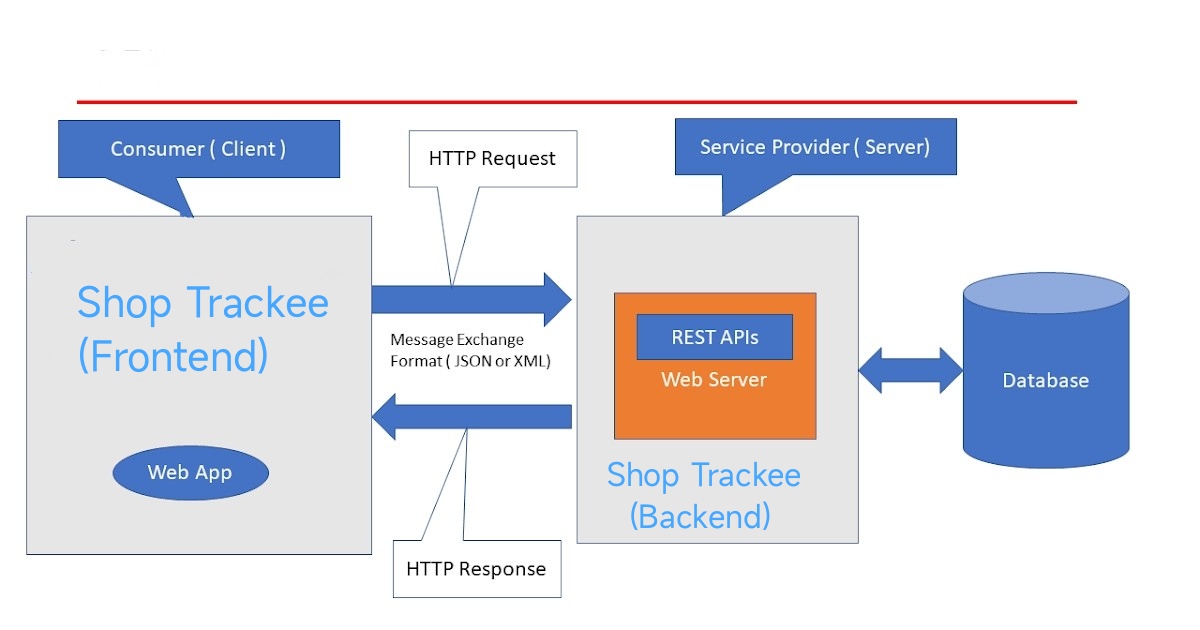 Consumer ( Client )
HTTP Request
Service Provider ( Server)
Shop Trackee
(Frontend)
Web App
Message Exchange
Format ( JSON or XML)
HTTP Response
REST APIs
Web Server
Shop Trackee
(Backend)
Database